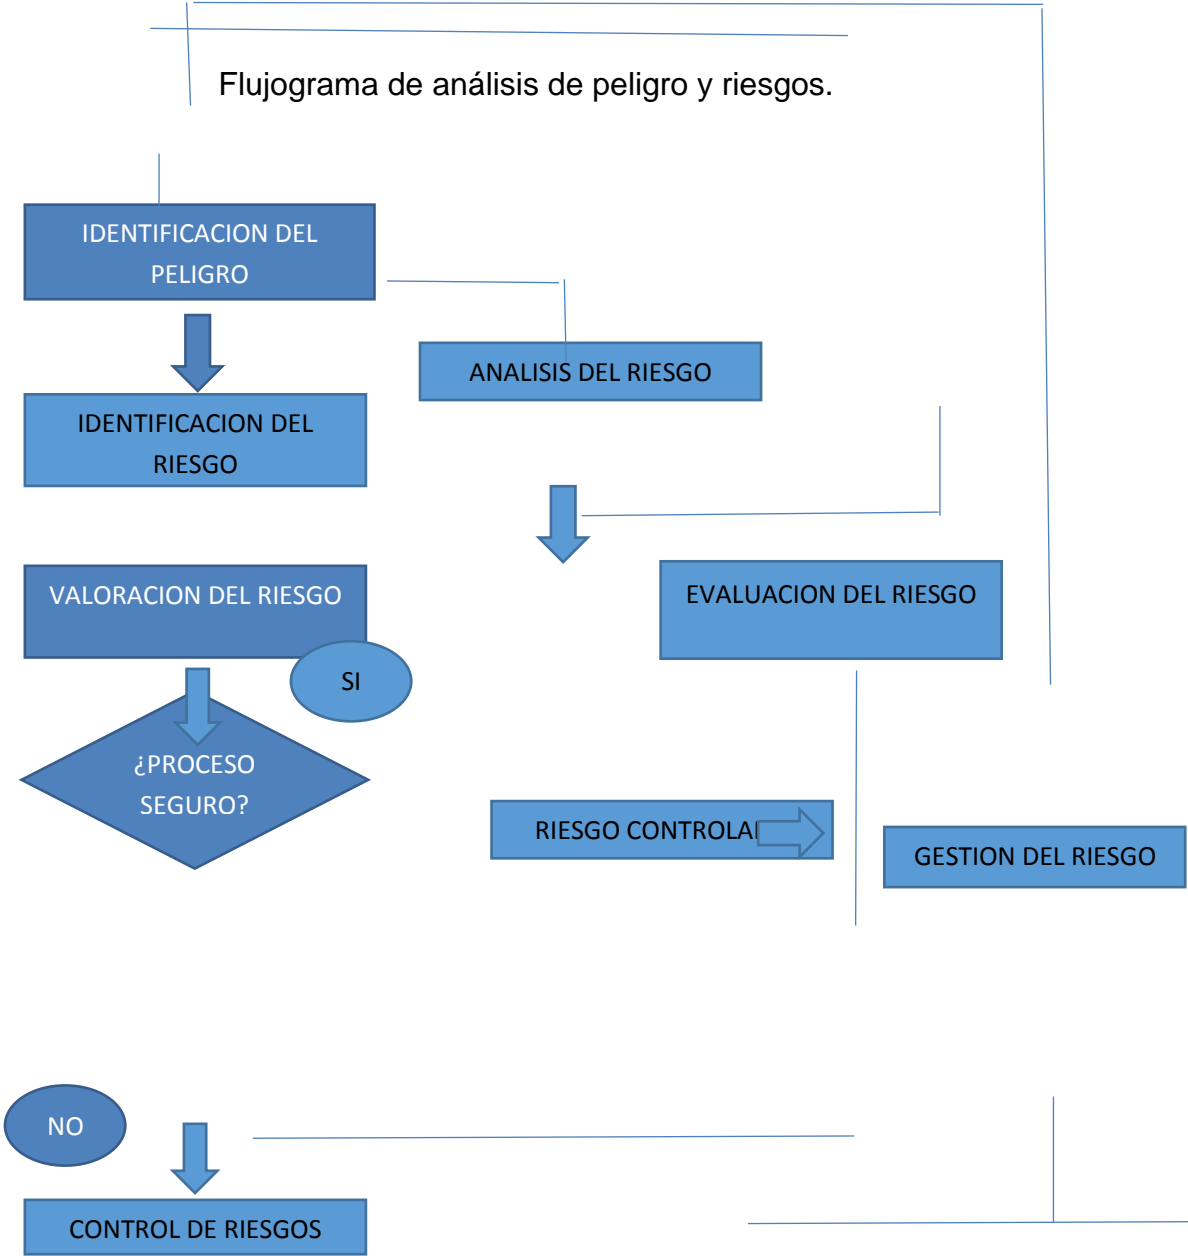 Flujograma de análisis de peligro y riesgos.
IDENTIFICACION DEL
PELIGRO
ANALISIS DEL RIESGO
IDENTIFICACION DEL
RIESGO
VALORACION DEL RIESGO
EVALUACION DEL RIESGO
SI
¿PROCESO
SEGURO?
RIESGO
GESTION DEL RIESGO
NO
CONTROL DE RIESGOS